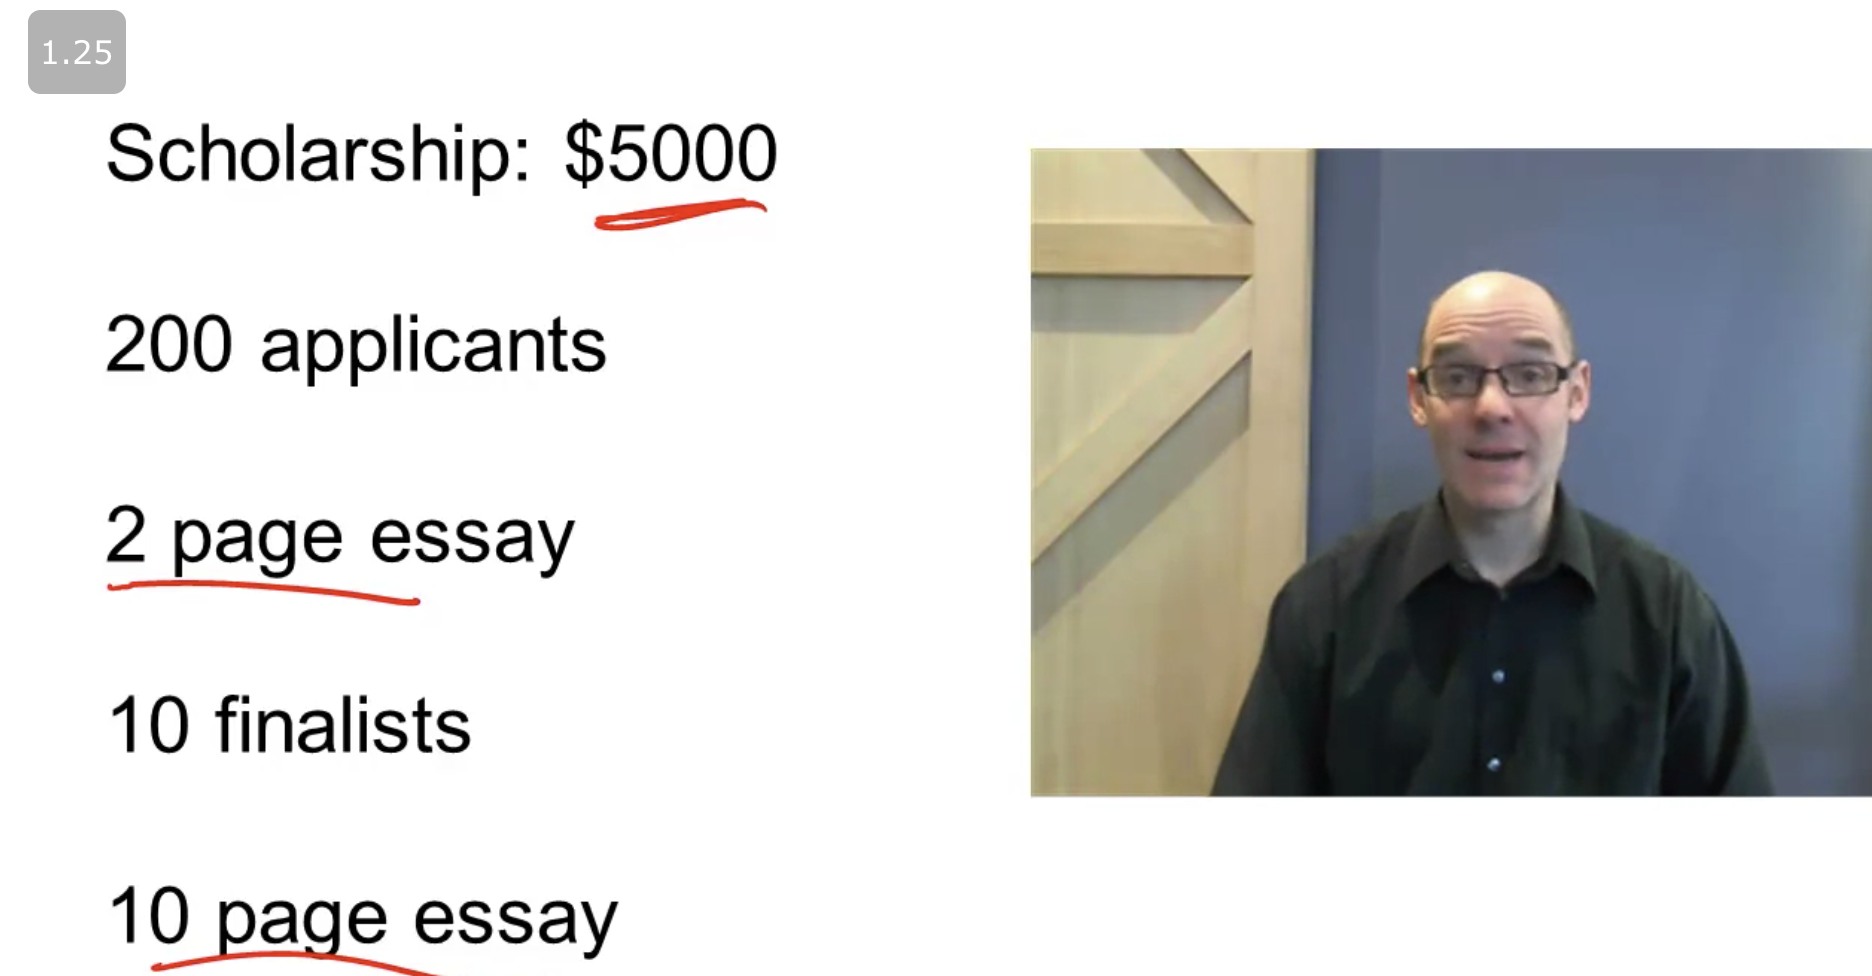 1.25
Scholarship: $5000
200 applicants
2 page essay
10 finalists
10 page essay